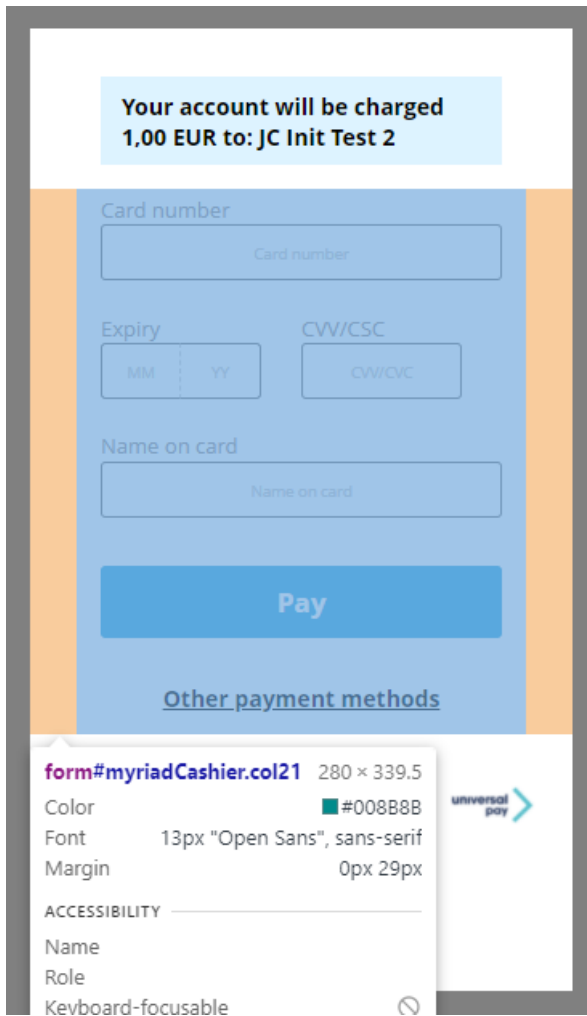 Your account will be charged
1,00 EUR to: JC Init Test 2
Card number
Card number
Expiry CVV/CSC
MM YY CVV/CVC
Name on card
Name on card
Pay
Other payment methods
form#myriadCashier.col21 280 × 339.5
Color #008B8B
Font 13px "Open Sans", sans-serif
Margin 0px 29px
ACCESSIBILITY
Name
Role
Keyboard-focusable
universal
pay